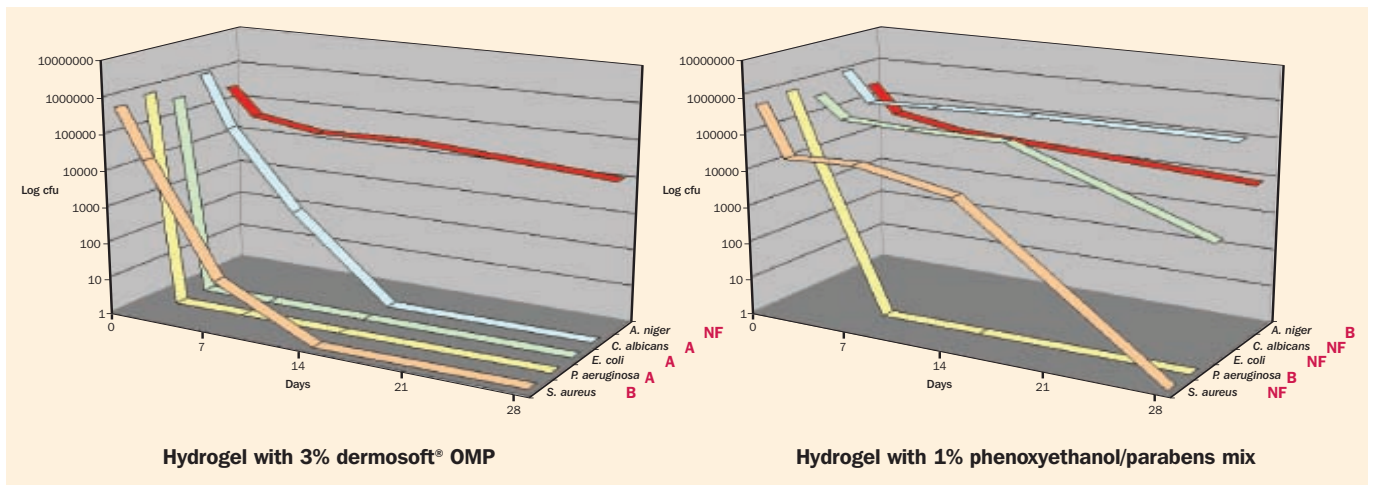 10000000
1000000
100000
10000
Log cfu
1000
100
10
1
0
7
14
21
28
Days
A. niger NF
C. albicans A
E. coli A
P. aeruginosa A
S. aureus B
Hydrogel with 3% dermosoft® OMP
10000000
1000000
100000
10000
Log cfu
1000
100
10
1
0
7
14
21
28
Days
A. niger B
C. albicans NF
E. coli NF
P. aeruginosa B
S. aureus NF
Hydrogel with 1% phenoxyethanol/parabens mix